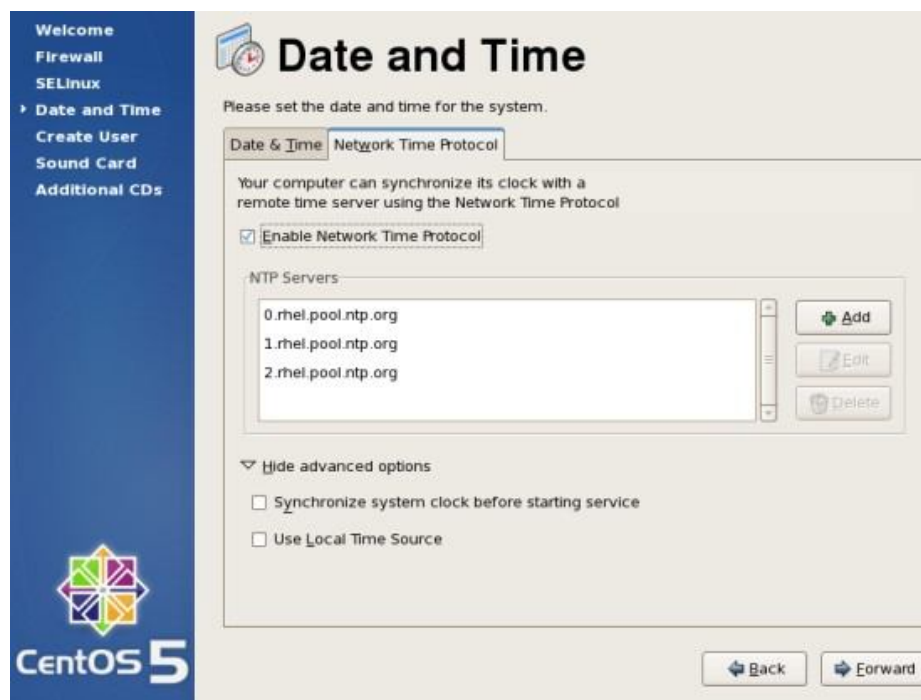 Welcome
Firewall
SELinux
Date and Time
Create User
Sound Card
Additional CDs
CentOS 5
Date and Time
Please set the date and time for the system.
Date & Time
Network Time Protocol
Your computer can synchronize its clock with a
remote time server using the Network Time Protocol
Enable Network Time Protocol
NTP Servers
0.rhel.pool.ntp.org
1.rhel.pool.ntp.org
2.rhel.pool.ntp.org
Add
Edit
Delete
Hide advanced options
Synchronize system clock before starting service
Use Local Time Source
Back
Forward